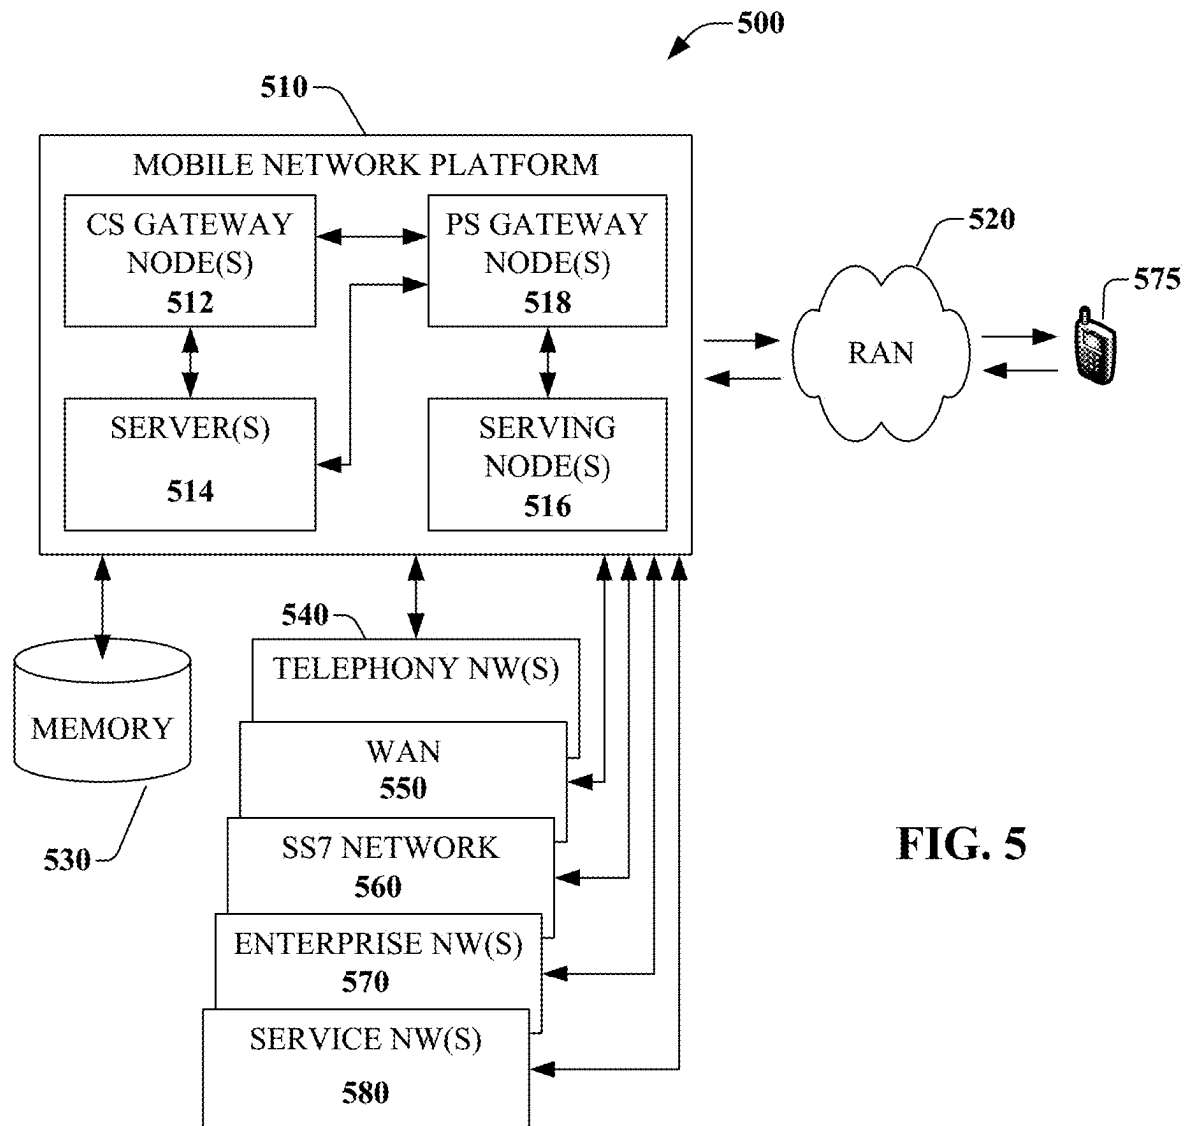 500
510
MOBILE NETWORK PLATFORM
CS GATEWAY
NODE(S)
512
PS GATEWAY
NODE(S)
518
SERVER(S)
514
SERVING
NODE(S)
516
520
RAN
575
540
TELEPHONY NW(S)
MEMORY
530
WAN
550
SS7 NETWORK
560
ENTERPRISE NW(S)
570
SERVICE NW(S)
580
FIG. 5